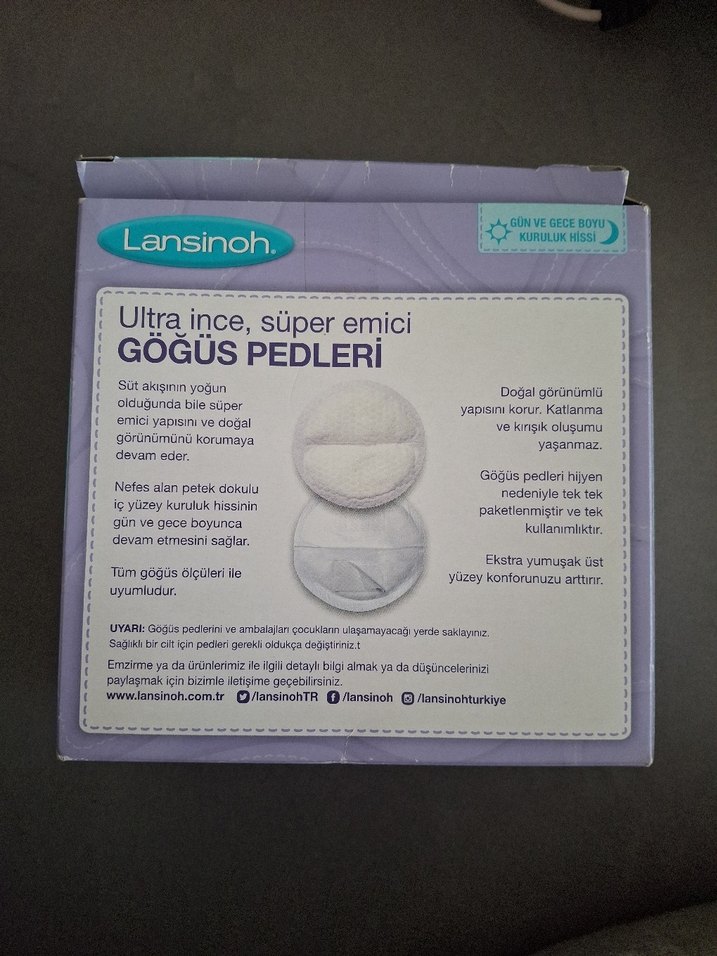 Lansinoh®
GÜN VE GECE BOYU
KURULUK HİSSİ
Ultra ince, süper emici
GÖĞÜS PEDLERİ
Süt akışının yoğun
olduğunda bile süper
emici yapısını ve doğal
görünümünü korumaya
devam eder.
Nefes alan petek dokulu
iç yüzey kuruluk hissinin
gün ve gece boyunca
devam etmesini sağlar.
Tüm göğüs ölçüleri ile
uyumludur.
Doğal görünümlü
yapısını korur. Katlanma
ve kırışık oluşumu
yaşanmaz.
Göğüs pedleri hijyen
nedeniyle tek tek
paketlenmiştir ve tek
kullanımlıktır.
Ekstra yumuşak üst
yüzey konforunuzu arttırır.
UYARI: Göğüs pedlerini ve ambalajları çocukların ulaşamayacağı yerde saklayınız.
Sağlıklı bir cilt için pedleri gerekli oldukça değiştiriniz.t
Emzirme ya da ürünlerimiz ile ilgili detaylı bilgi almak ya da düşüncelerinizi
paylaşmak için bizimle iletişime geçebilirsiniz.
www.lansinoh.com.tr /lansinohTR /lansinoh /lansinohturkiye